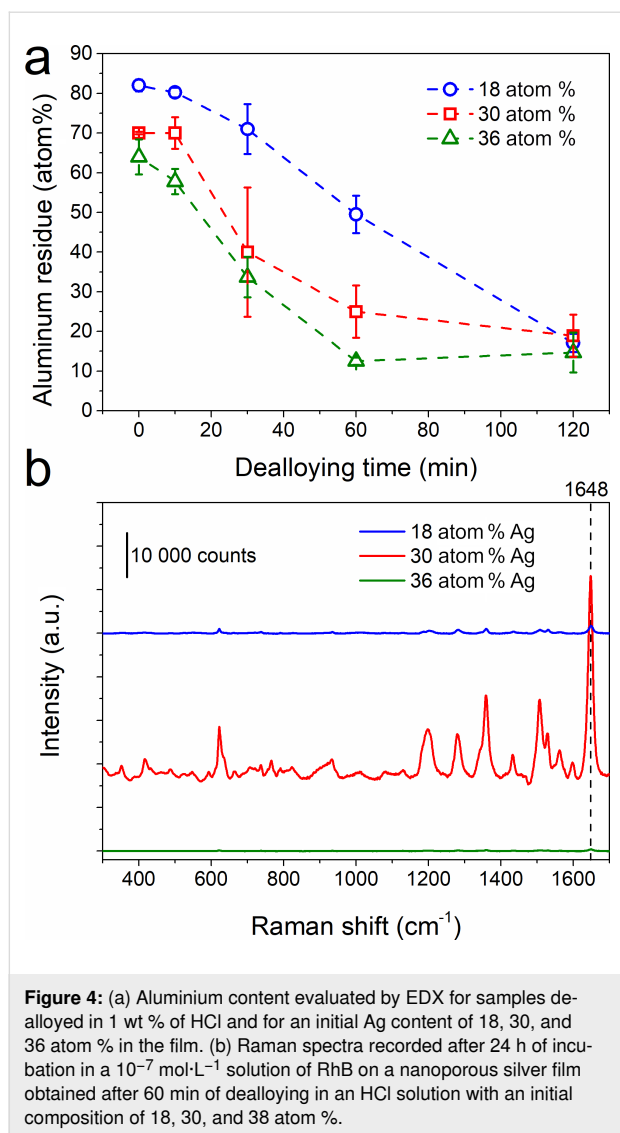 a
90
80
70
60
50
40
30
20
10
0
Aluminum residue (atom%)
18 atom %
30 atom %
36 atom %
0 20 40 60 80 100 120
Dealloying time (min)
b
1648
10 000 counts
18 atom % Ag
30 atom % Ag
36 atom % Ag
Intensity (a.u.)
400 600 800 1000 1200 1400 1600
Raman shift (cm⁻¹)
Figure 4: (a) Aluminium content evaluated by EDX for samples de-
alloyed in 1 wt % of HCl and for an initial Ag content of 18, 30, and
36 atom % in the film. (b) Raman spectra recorded after 24 h of incu-
bation in a 10⁻⁷ mol·L⁻¹ solution of RhB on a nanoporous silver film
obtained after 60 min of dealloying in an HCl solution with an initial
composition of 18, 30, and 38 atom %.